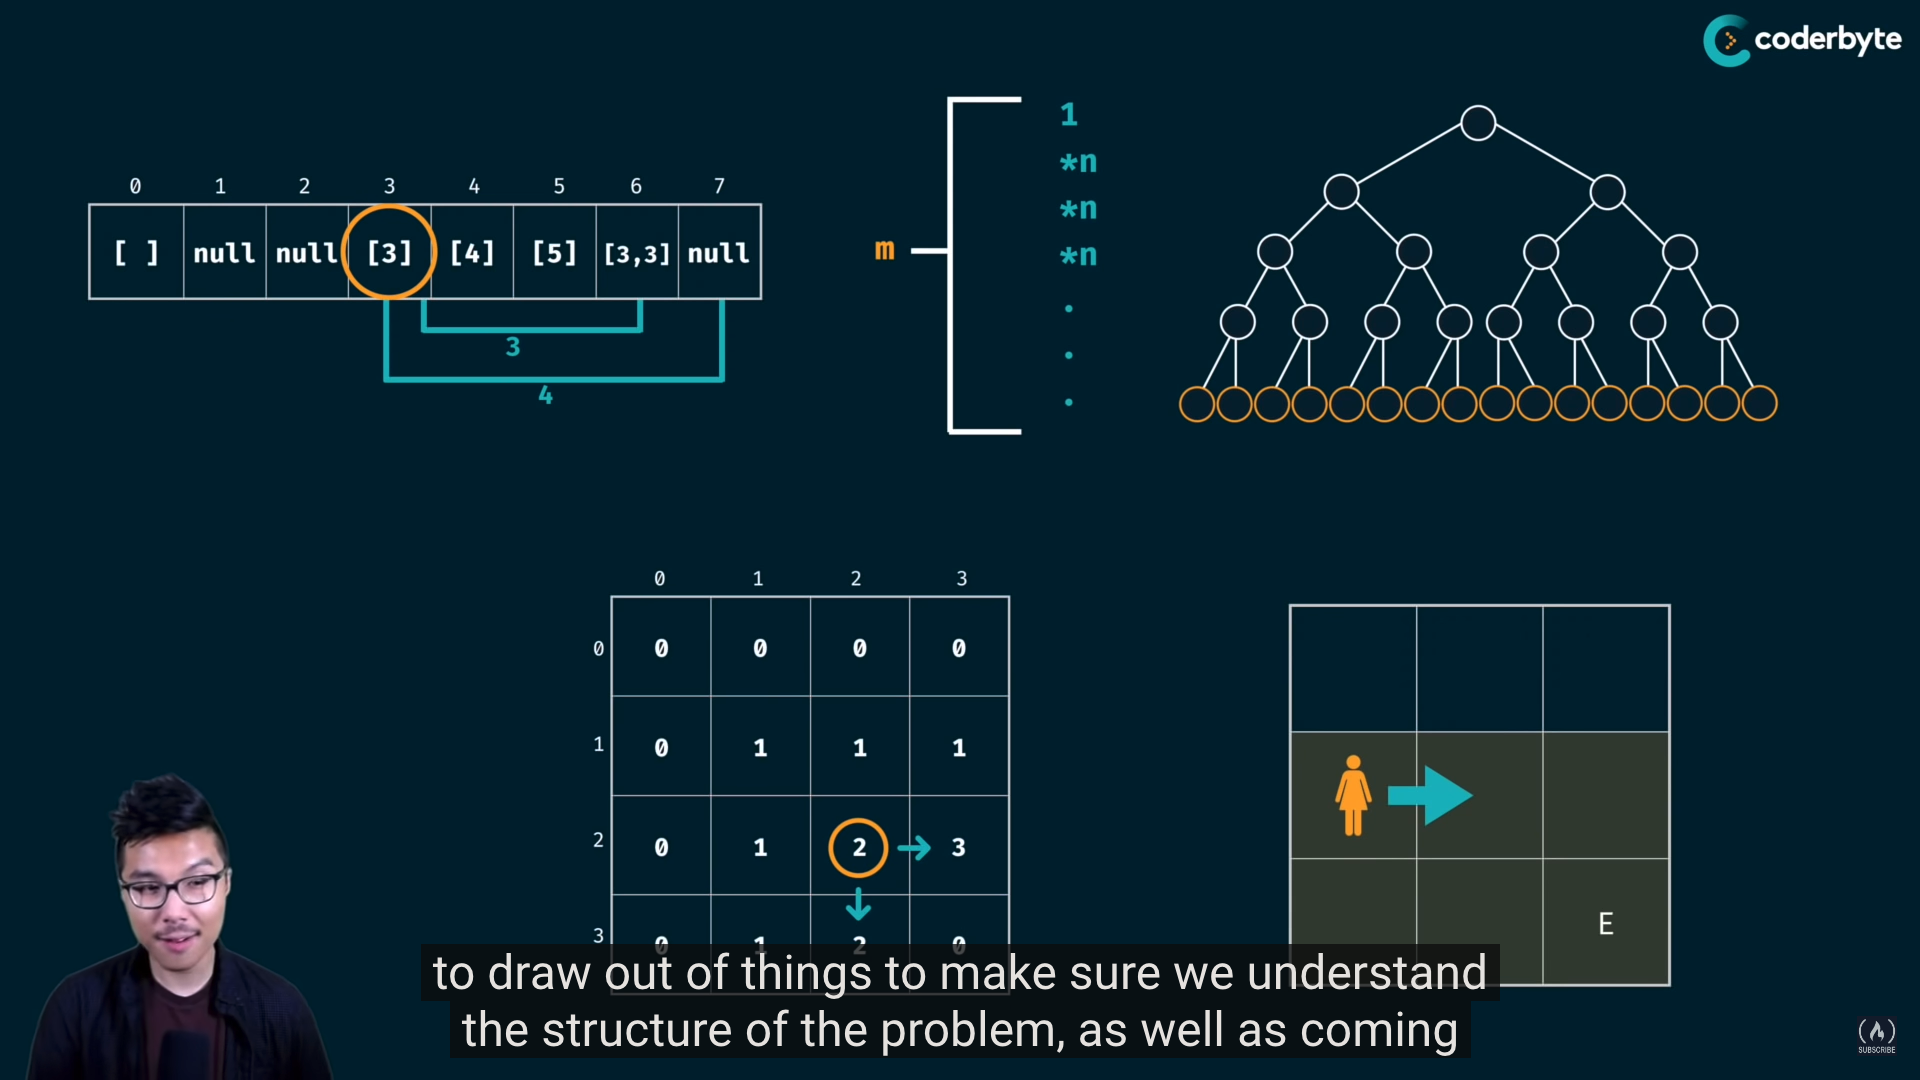 coderbyte
0 1 2 3 4 5 6 7
[ ] null null [3] [4] [5] [3,3] null
3
4
m
1
*n
*n
*n
.
.
.
0 1 2 3
0 0 0 0 0
1 0 1 1 1
2 0 1 2 3
3 0 1 2 0
E
to draw out of things to make sure we understand
the structure of the problem, as well as coming
SUBSCRIBE